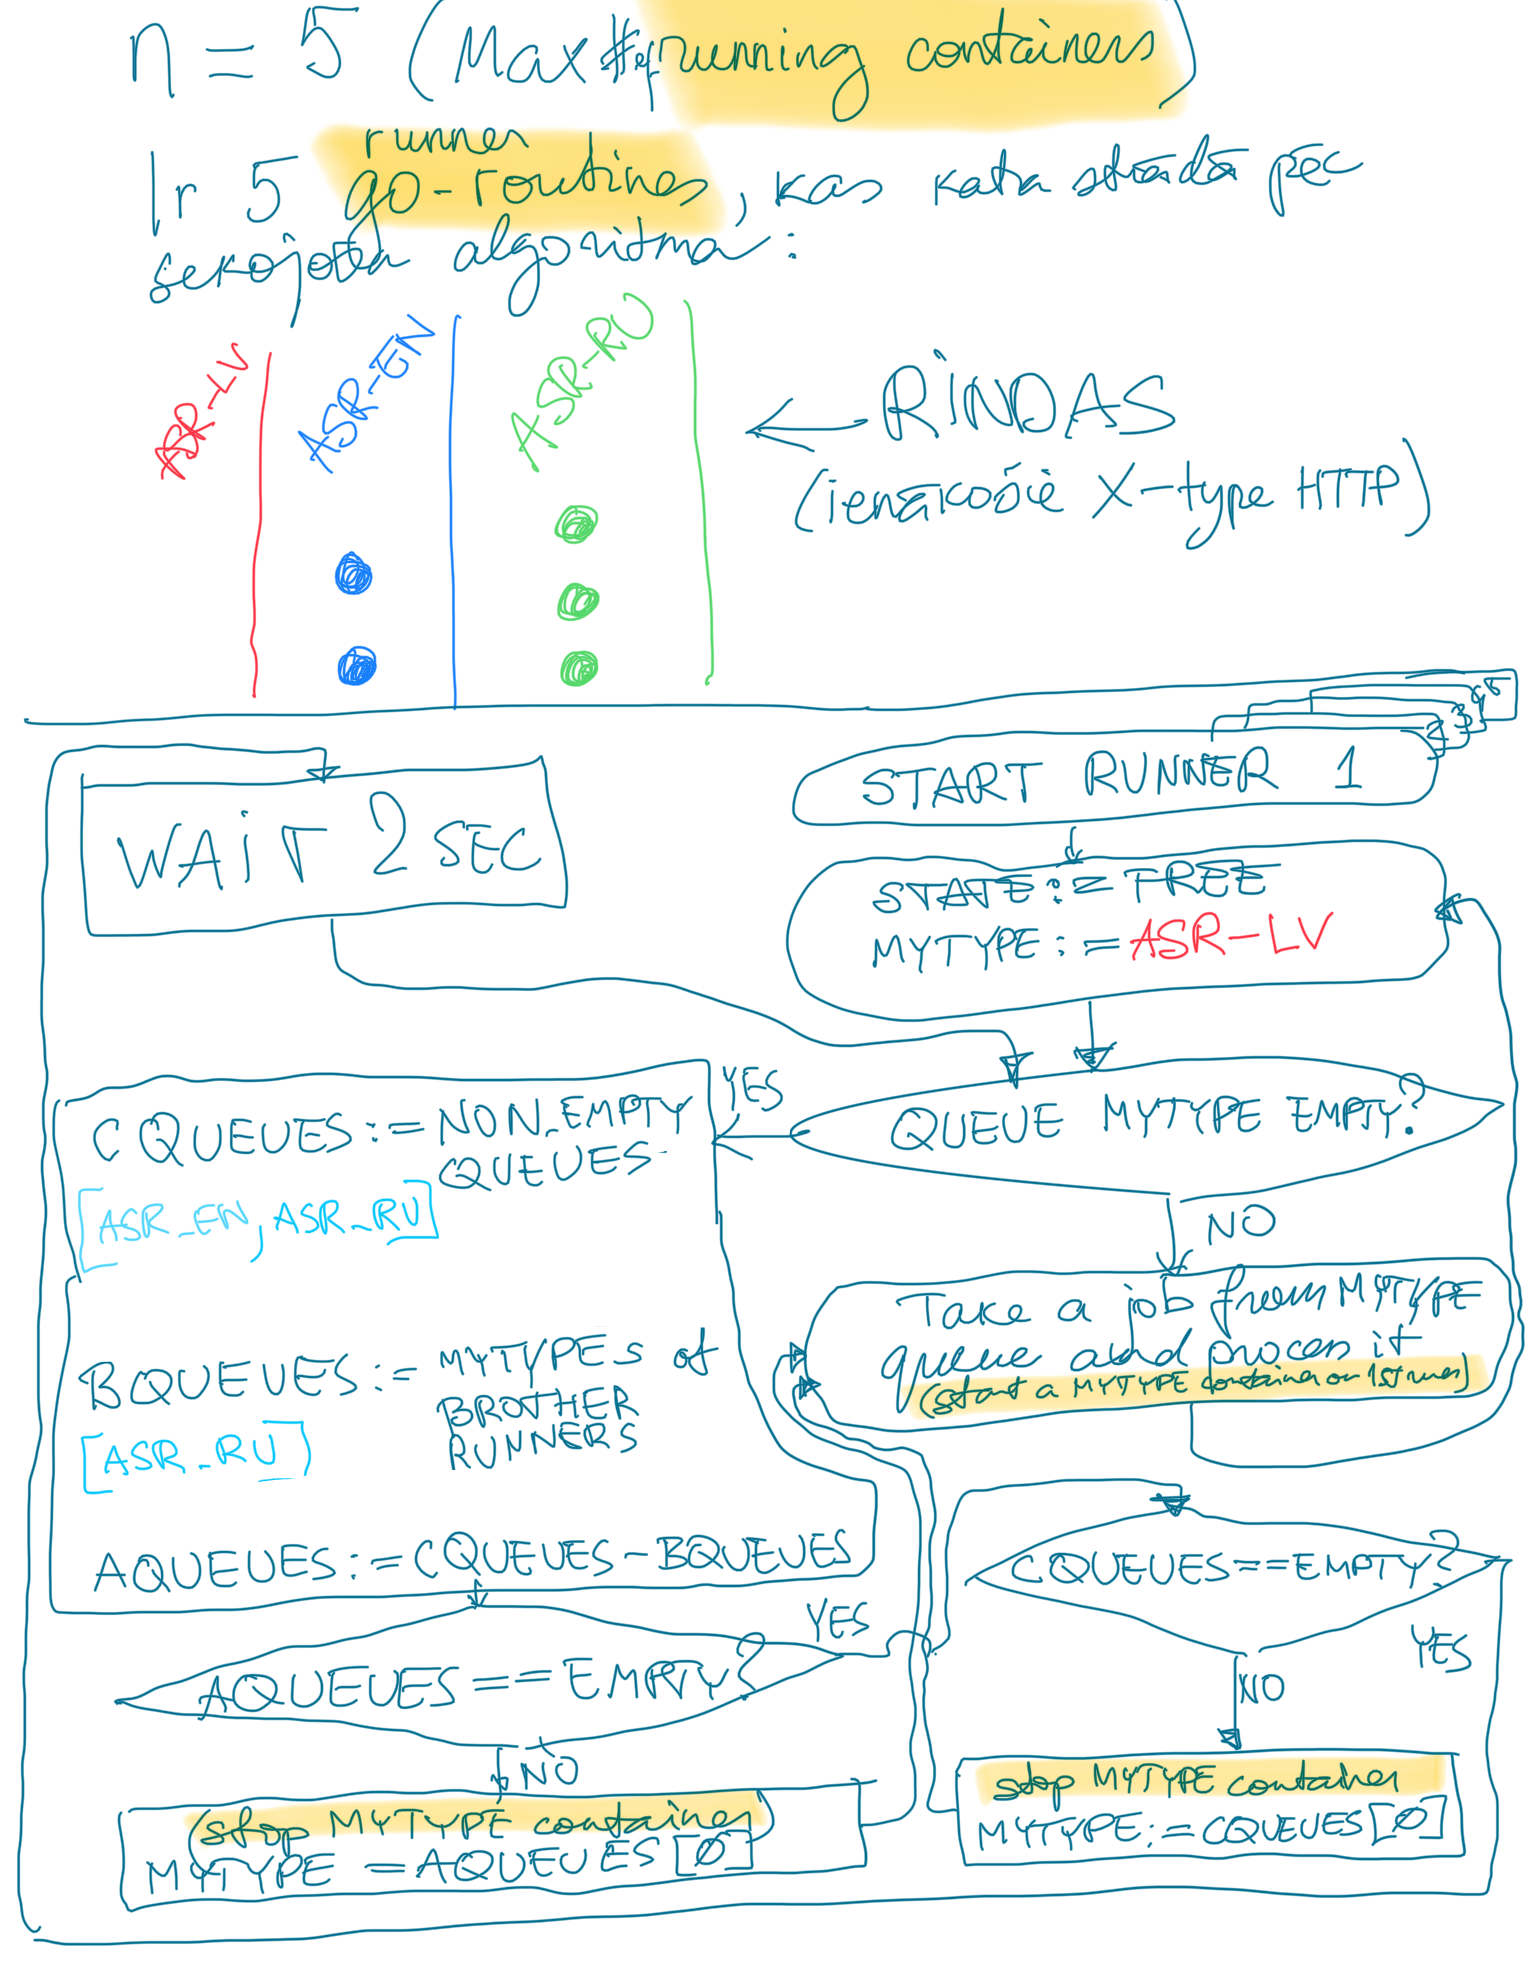 n = 5 (Max # of running containers)
runner
Ir 5 go-routines, kas katra strādā pēc
sekojoša algoritma:
ASR-LV
ASR-EN
ASR-RU
RINDAS
(ienākošie X-type HTTP)
START RUNNER 1
2
3
4
5
WAIT 2 SEC
STATE := FREE
MYTYPE := ASR-LV
QUEUE MYTYPE EMPTY?
YES
NO
CQUEUES := NON_EMPTY
QUEUES
[ASR_EN, ASR_RU]
BQUEUES := MYTYPEs of
BROTHER
RUNNERS
[ASR_RU]
AQUEUES := CQUEUES - BQUEUES
Take a job from MYTYPE
queue and process it
(start a MYTYPE container on 1st run)
AQUEUES == EMPTY?
YES
NO
(stop MYTYPE container)
MYTYPE = AQUEUES[Ø]
CQUEUES == EMPTY?
YES
NO
stop MYTYPE container
MYTYPE := CQUEUES[Ø]